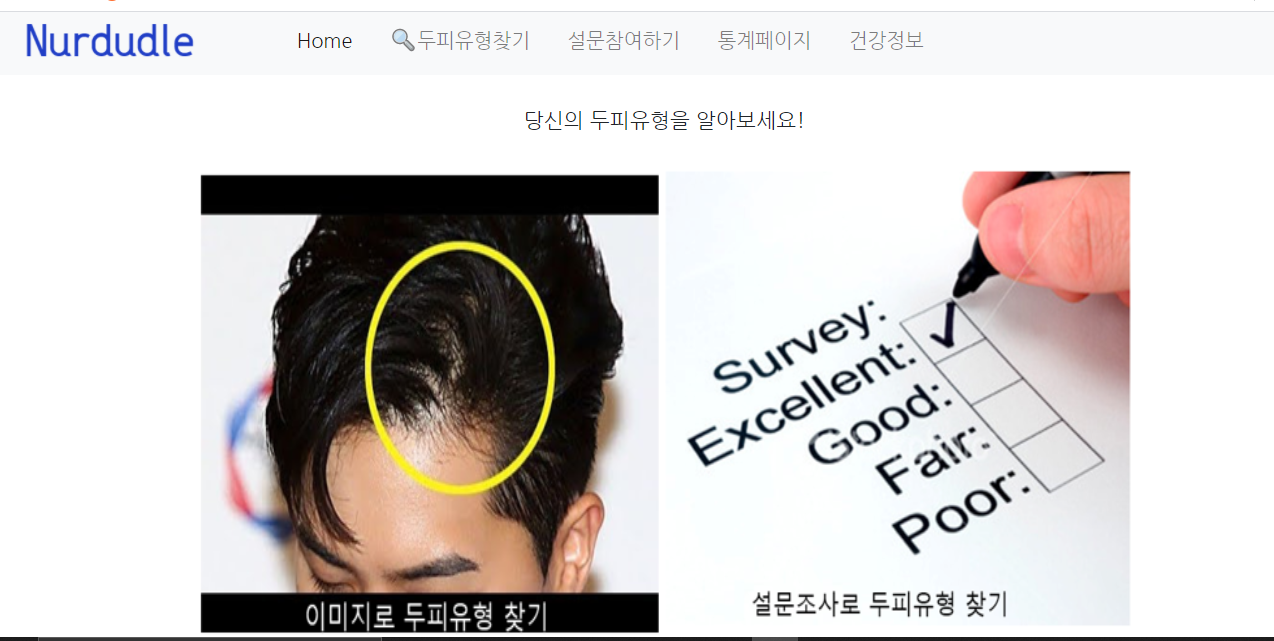 Nurdudle Home 두피유형찾기 설문참여하기 통계페이지 건강정보
당신의 두피유형을 알아보세요!
Survey:
Excellent:
Good:
Fair:
Poor:
이미지로 두피유형 찾기
설문조사로 두피유형 찾기